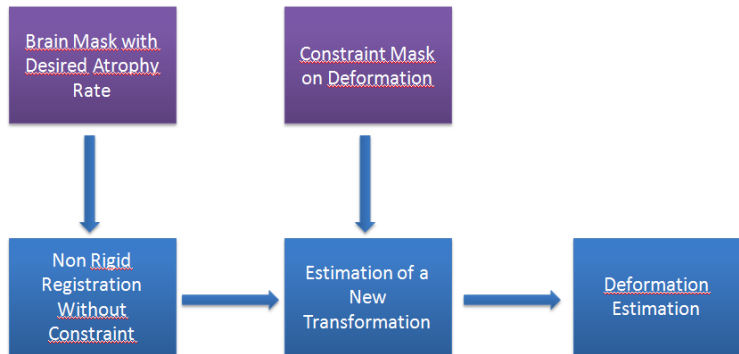 Brain Mask with
Desired Atrophy
Rate
Constraint Mask
on Deformation
Non Rigid
Registration
Without
Constraint
Estimation of a
New
Transformation
Deformation
Estimation